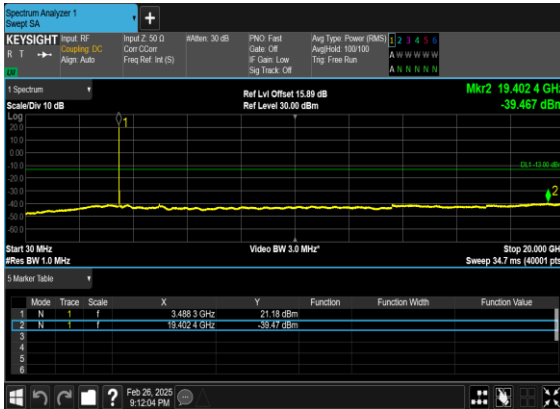 Spectrum Analyzer 1
Swept SA
+
KEYSIGHT Input: RF Input Z: 50 Ω #Atten: 30 dB PNO: Fast Avg Type: Power (RMS) 1 2 3 4 5 6
R T Coupling: DC Corr CCorr Gate: Off Avg|Hold: 100/100 A W W W W W
Align: Auto Freq Ref: Int (S) IF Gain: Low Trig: Free Run
LXI Sig Track: Off A N N N N N
1 Spectrum Ref Lvl Offset 15.89 dB Mkr2 19.402 4 GHz
Scale/Div 10 dB Ref Level 30.00 dBm -39.467 dBm
Log
20.0
10.0
0.00
-10.0
DL1 -13.00 dBm
-20.0
-30.0
-40.0
-50.0
-60.0
1
2
Start 30 MHz Video BW 3.0 MHz* Stop 20.000 GHz
#Res BW 1.0 MHz Sweep 34.7 ms (40001 pts)
5 Marker Table
Mode Trace Scale X Y Function Function Width Function Value
1 N 1 f 3.488 3 GHz 21.18 dBm
2 N 1 f 19.402 4 GHz -39.47 dBm
3
4
5
6
? Feb 26, 2025
9:12:04 PM